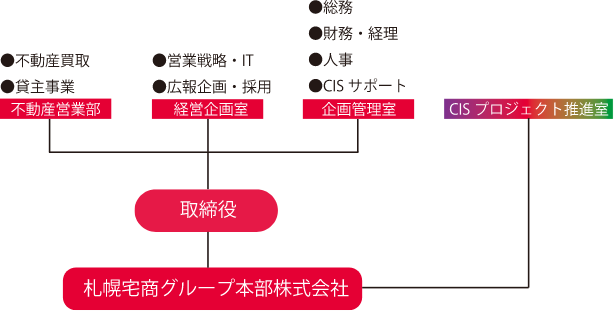 ●不動産買取
●貸主事業
不動産営業部
●営業戦略・IT
●広報企画・採用
経営企画室
●総務
●財務・経理
●人事
●CIS サポート
企画管理室
CIS プロジェクト推進室
取締役
札幌宅商グループ本部株式会社